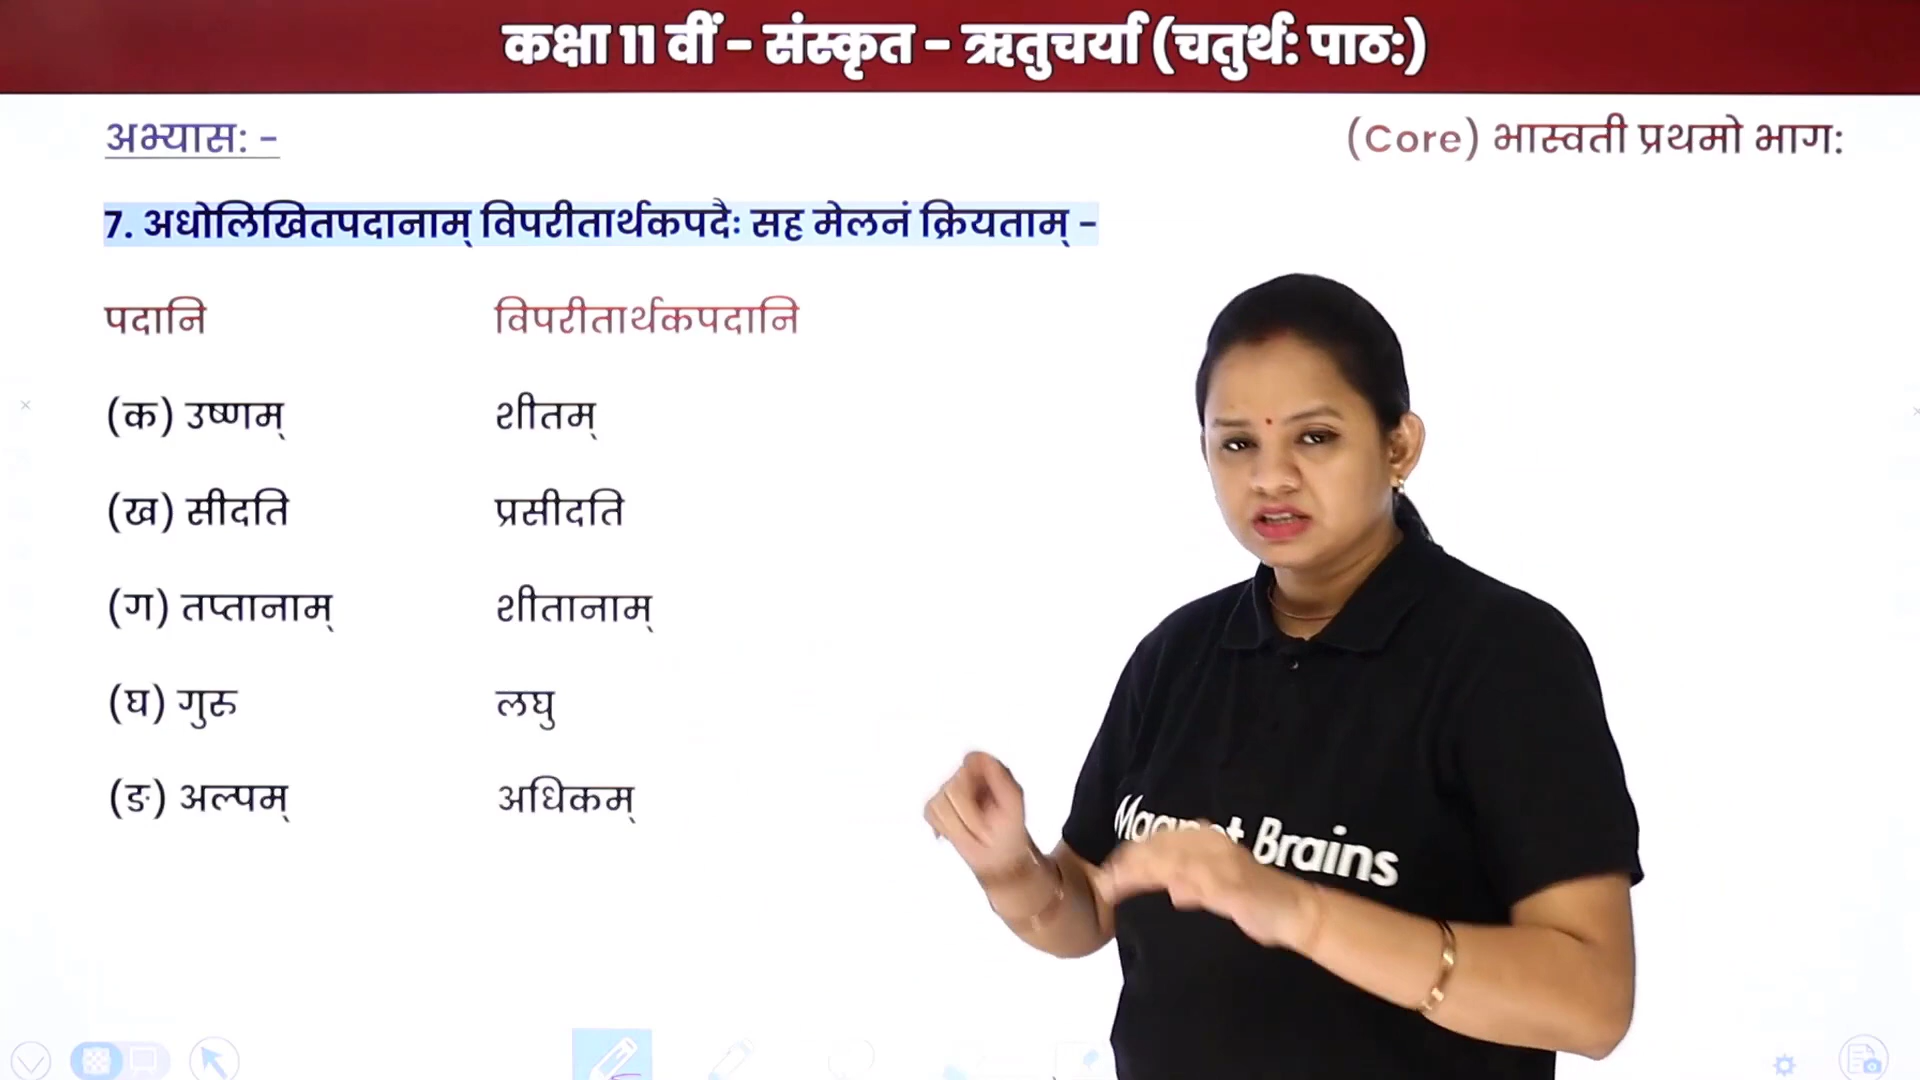 कक्षा 11 वीं - संस्कृत - ऋतुचर्या (चतुर्थ: पाठ:)
अभ्यास: -
(Core) भास्वती प्रथमो भाग:
7. अधोलिखितपदानाम् विपरीतार्थकपदैः सह मेलनं क्रियताम् -
पदानि विपरीतार्थकपदानि
(क) उष्णम् शीतम्
(ख) सीदति प्रसीदति
(ग) तप्तानाम् शीतानाम्
(घ) गुरु लघु
(ङ) अल्पम् अधिकम्
Brains